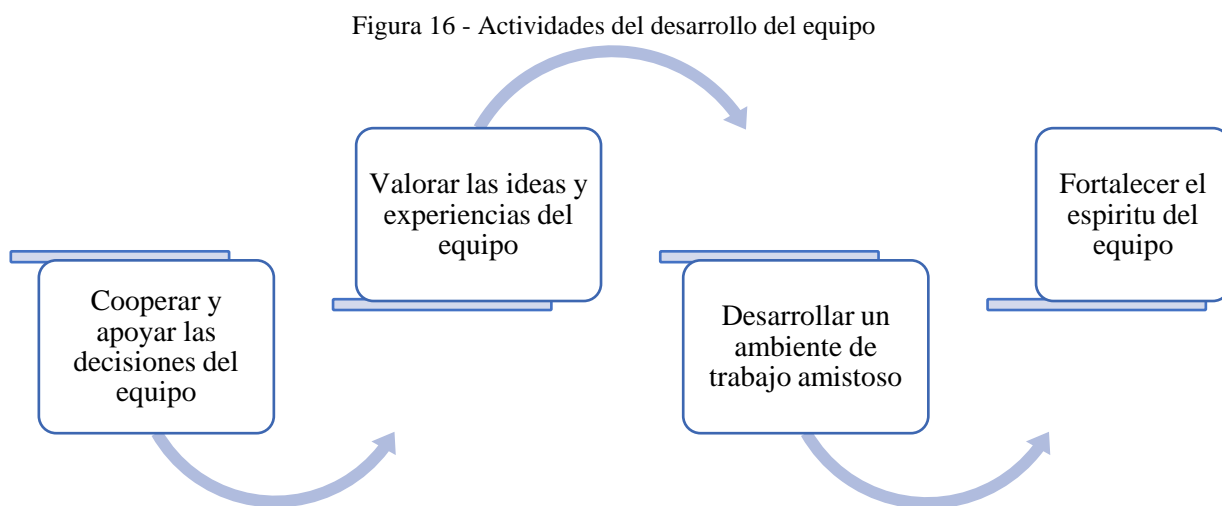 Figura 16 - Actividades del desarrollo del equipo
Cooperar y
apoyar las
decisiones del
equipo
Valorar las ideas y
experiencias del
equipo
Desarrollar un
ambiente de
trabajo amistoso
Fortalecer el
espiritu del
equipo